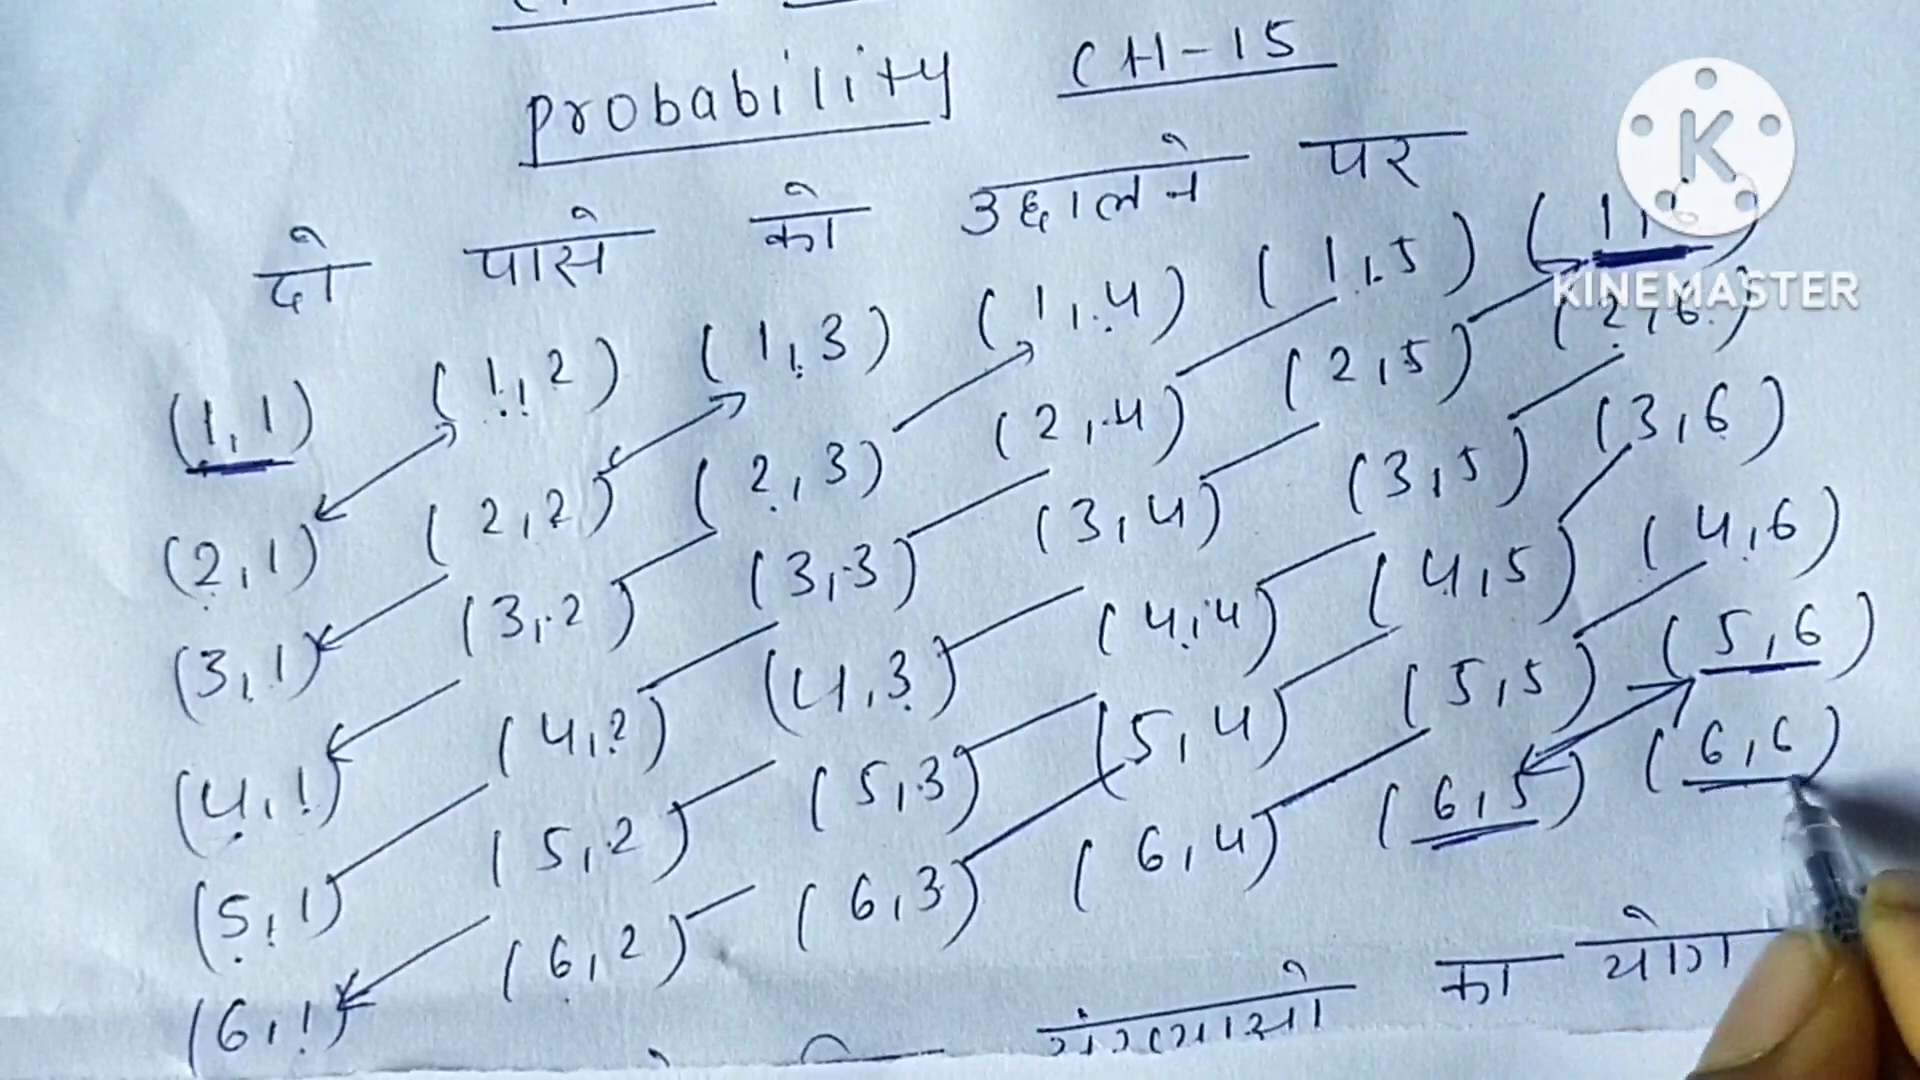 probability CH-15
दो पासे को उछालने पर
(1,1) (1,2) (1,3) (1,4) (1,5)
(2,1) (2,2) (2,3) (2,4) (2,5) (2,6)
(3,1) (3,2) (3,3) (3,4) (3,5) (3,6)
(4,1) (4,2) (4,3) (4,4) (4,5) (4,6)
(5,1) (5,2) (5,3) (5,4) (5,5) (5,6)
(6,1) (6,2) (6,3) (6,4) (6,5) (6,6)
संख्याओ का योग
K
KINEMASTER